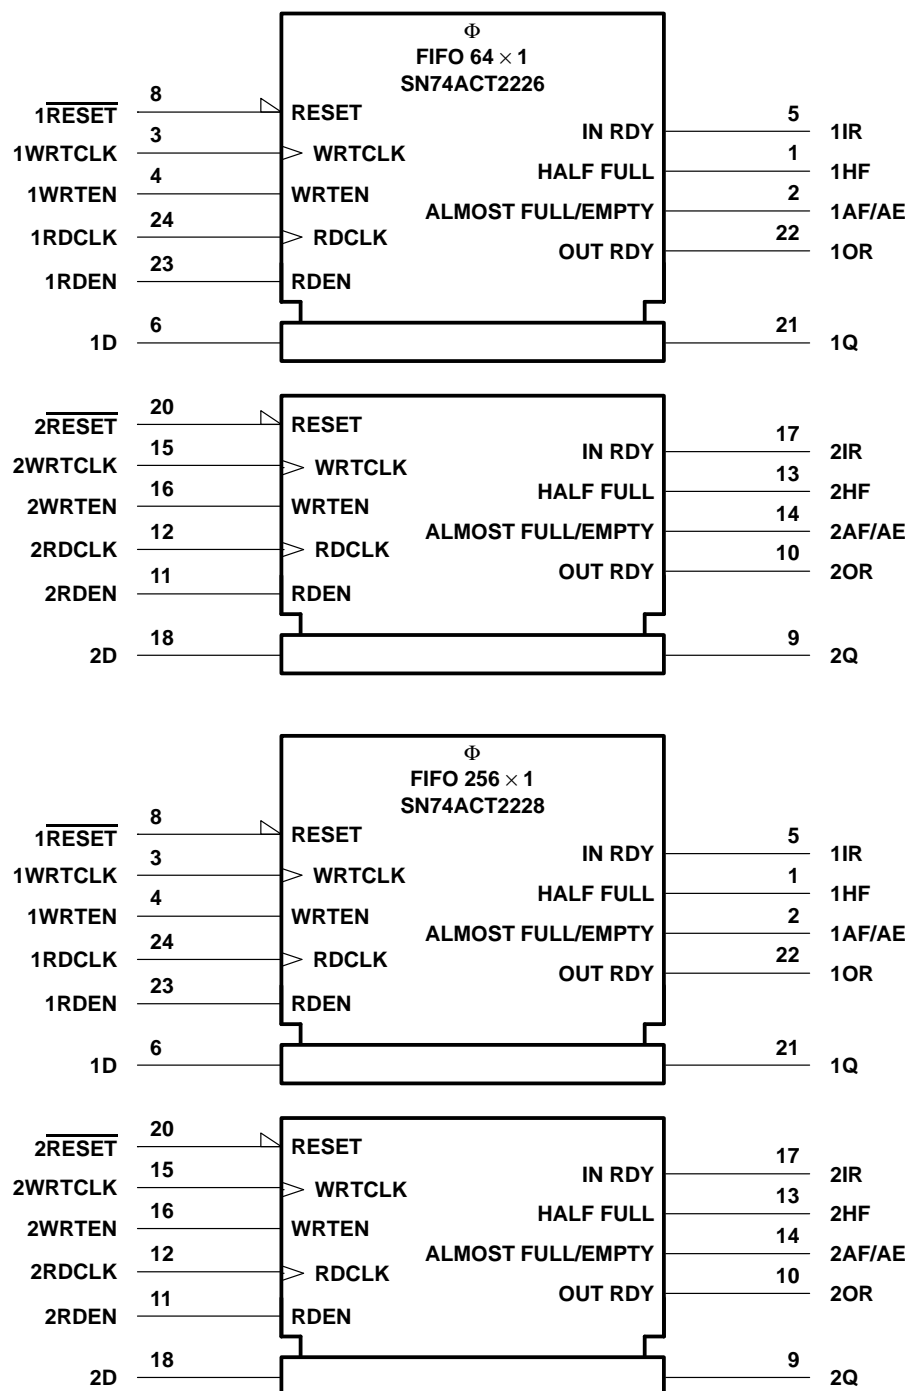 Φ
FIFO 64 × 1
SN74ACT2226
1RESET 8 RESET
IN RDY 5 1IR
1WRTCLK 3 WRTCLK
HALF FULL 1 1HF
1WRTEN 4 WRTEN
ALMOST FULL/EMPTY 2 1AF/AE
1RDCLK 24 RDCLK
OUT RDY 22 1OR
1RDEN 23 RDEN
1D 6 21 1Q
2RESET 20 RESET
IN RDY 17 2IR
2WRTCLK 15 WRTCLK
HALF FULL 13 2HF
2WRTEN 16 WRTEN
ALMOST FULL/EMPTY 14 2AF/AE
2RDCLK 12 RDCLK
OUT RDY 10 2OR
2RDEN 11 RDEN
2D 18 9 2Q
Φ
FIFO 256 × 1
SN74ACT2228
1RESET 8 RESET
IN RDY 5 1IR
1WRTCLK 3 WRTCLK
HALF FULL 1 1HF
1WRTEN 4 WRTEN
ALMOST FULL/EMPTY 2 1AF/AE
1RDCLK 24 RDCLK
OUT RDY 22 1OR
1RDEN 23 RDEN
1D 6 21 1Q
2RESET 20 RESET
IN RDY 17 2IR
2WRTCLK 15 WRTCLK
HALF FULL 13 2HF
2WRTEN 16 WRTEN
ALMOST FULL/EMPTY 14 2AF/AE
2RDCLK 12 RDCLK
OUT RDY 10 2OR
2RDEN 11 RDEN
2D 18 9 2Q